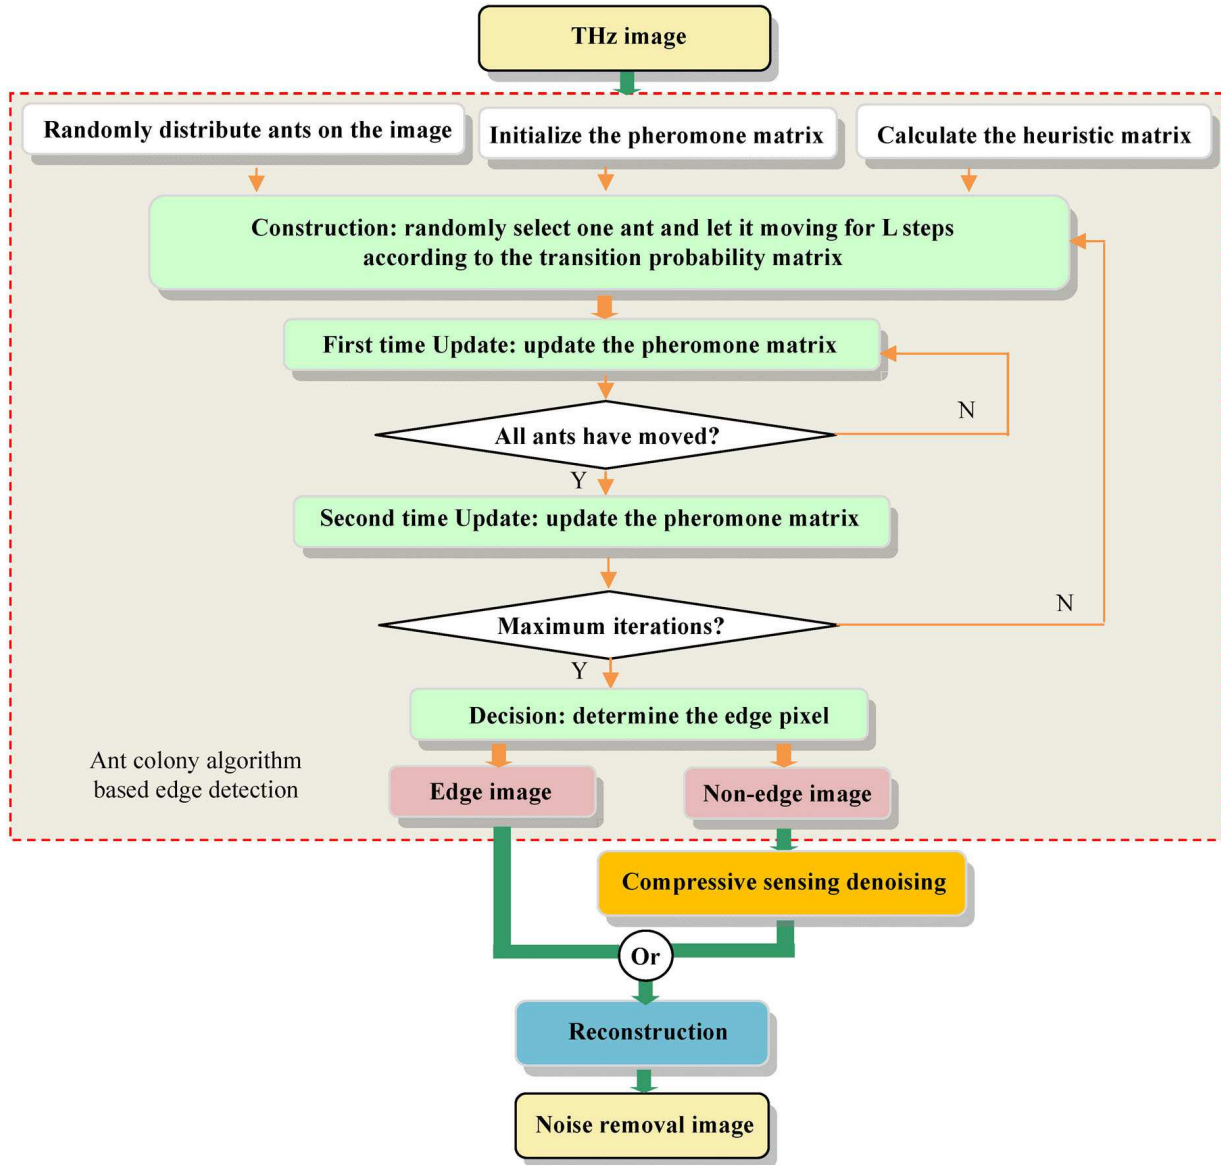 THz image
Randomly distribute ants on the image
Initialize the pheromone matrix
Calculate the heuristic matrix
Construction: randomly select one ant and let it moving for L steps
according to the transition probability matrix
First time Update: update the pheromone matrix
All ants have moved?
N
Y
Second time Update: update the pheromone matrix
Maximum iterations?
N
Y
Decision: determine the edge pixel
Ant colony algorithm
based edge detection
Edge image
Non-edge image
Compressive sensing denoising
Or
Reconstruction
Noise removal image